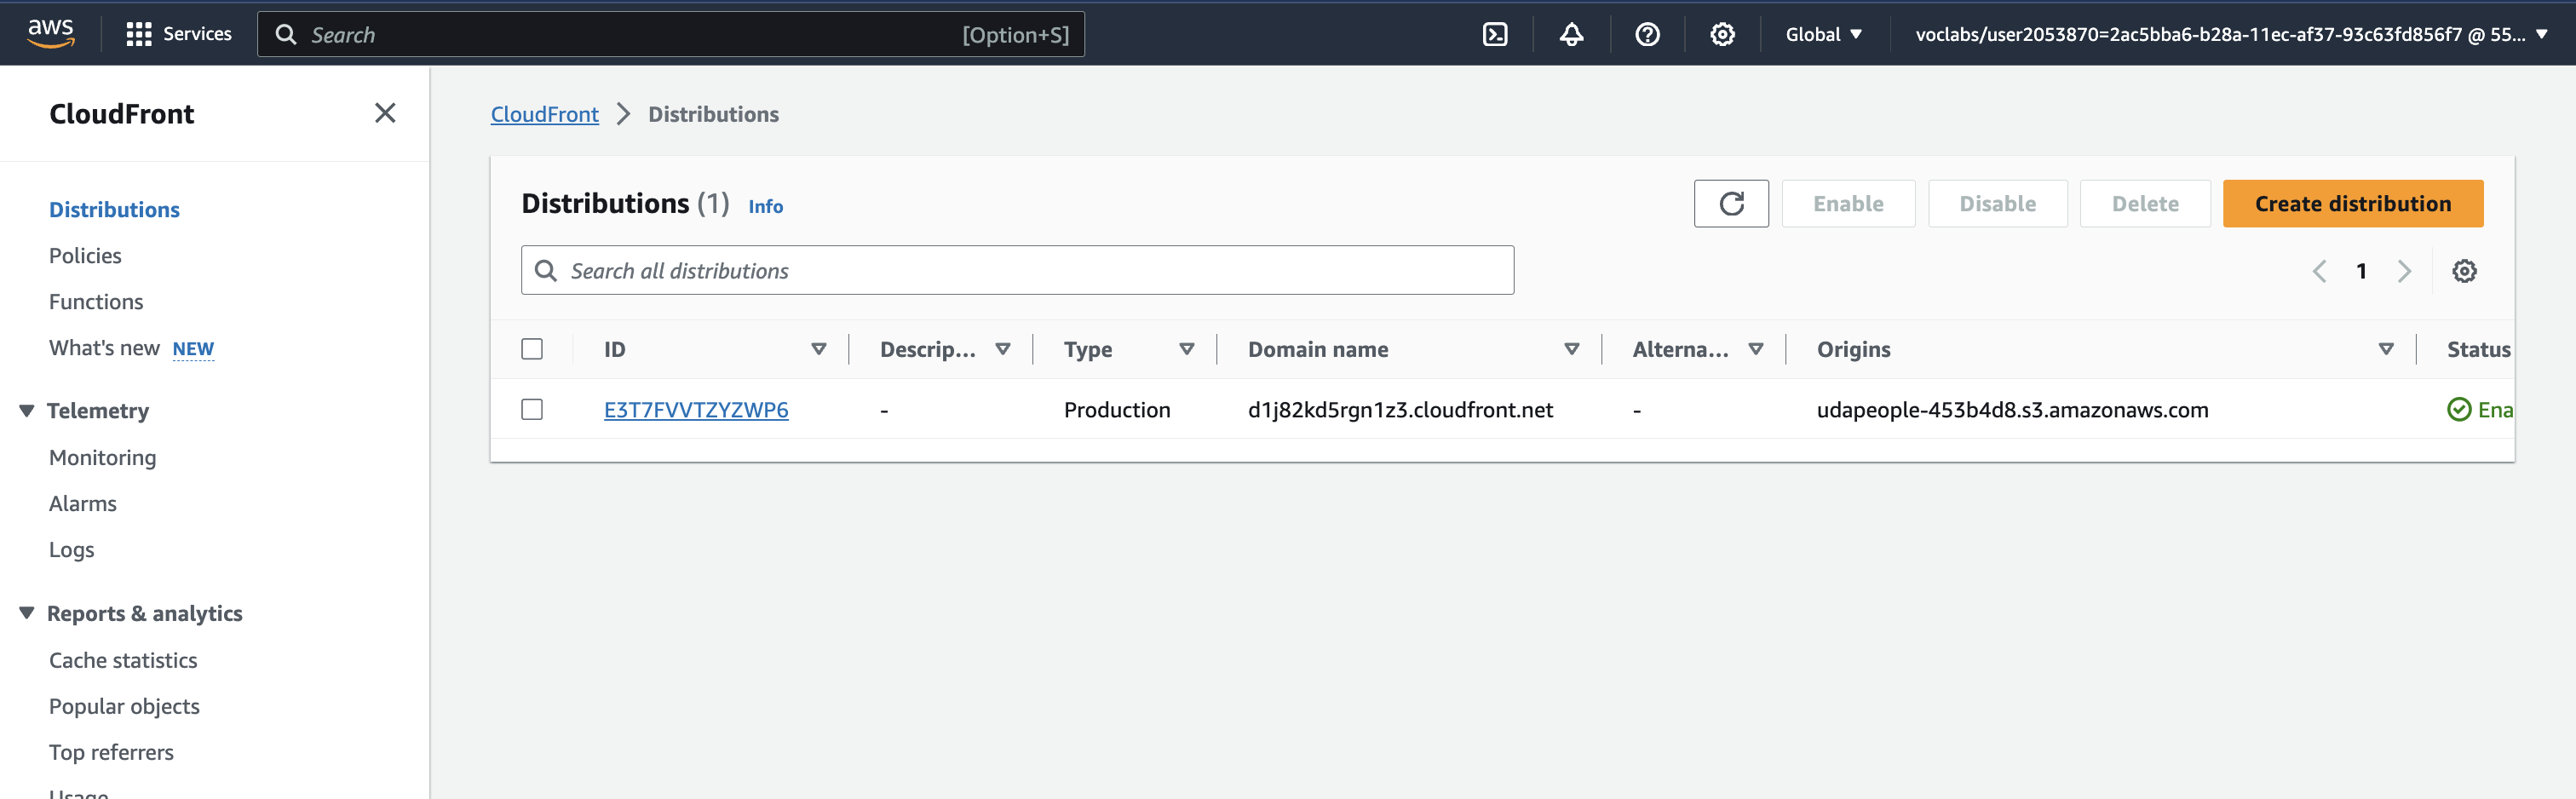 aws Services Search [Option+S] Global voclabs/user2053870=2ac5bba6-b28a-11ec-af37-93c63fd856f7 @ 55...
CloudFront
Distributions
Policies
Functions
What's new NEW
Telemetry
Monitoring
Alarms
Logs
Reports & analytics
Cache statistics
Popular objects
Top referrers
Usage
CloudFront > Distributions
Distributions (1) Info
Enable Disable Delete Create distribution
Search all distributions
1
ID Descrip... Type Domain name Alterna... Origins Status
E3T7FVVTZYZWP6 - Production d1j82kd5rgn1z3.cloudfront.net - udapeople-453b4d8.s3.amazonaws.com Ena